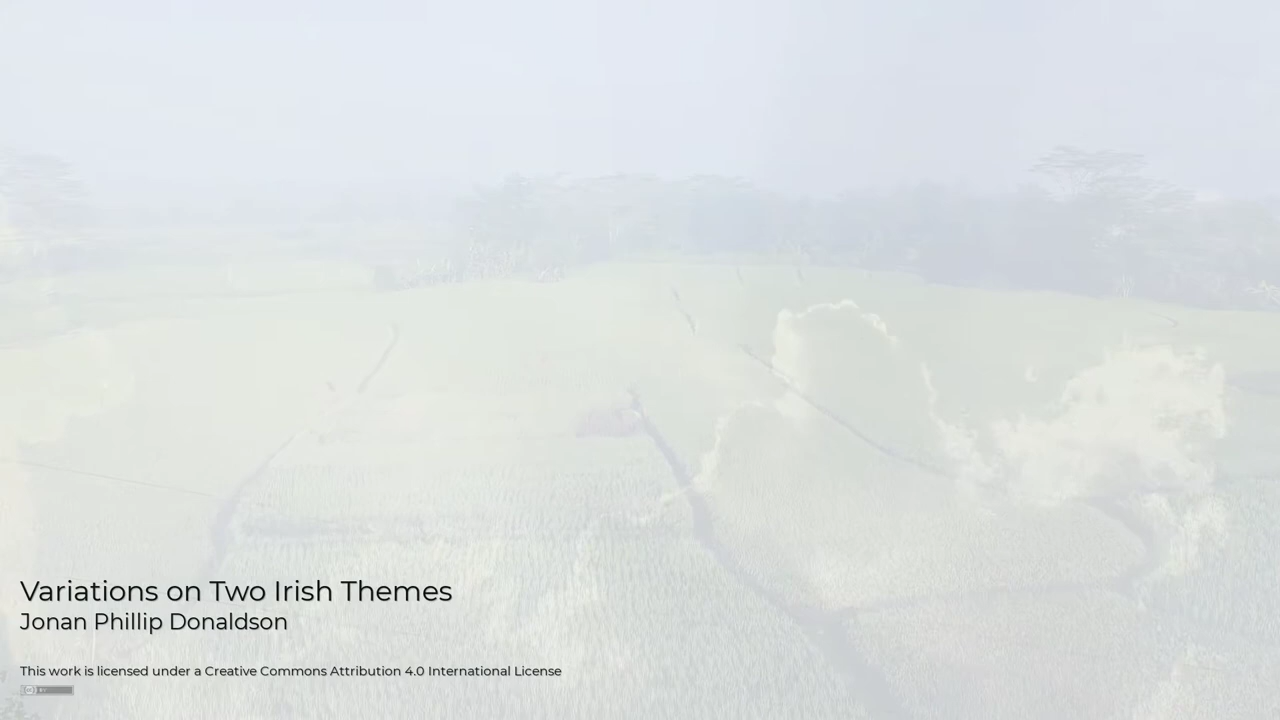 Variations on Two Irish Themes
Jonan Phillip Donaldson
This work is licensed under a Creative Commons Attribution 4.0 International License
BY